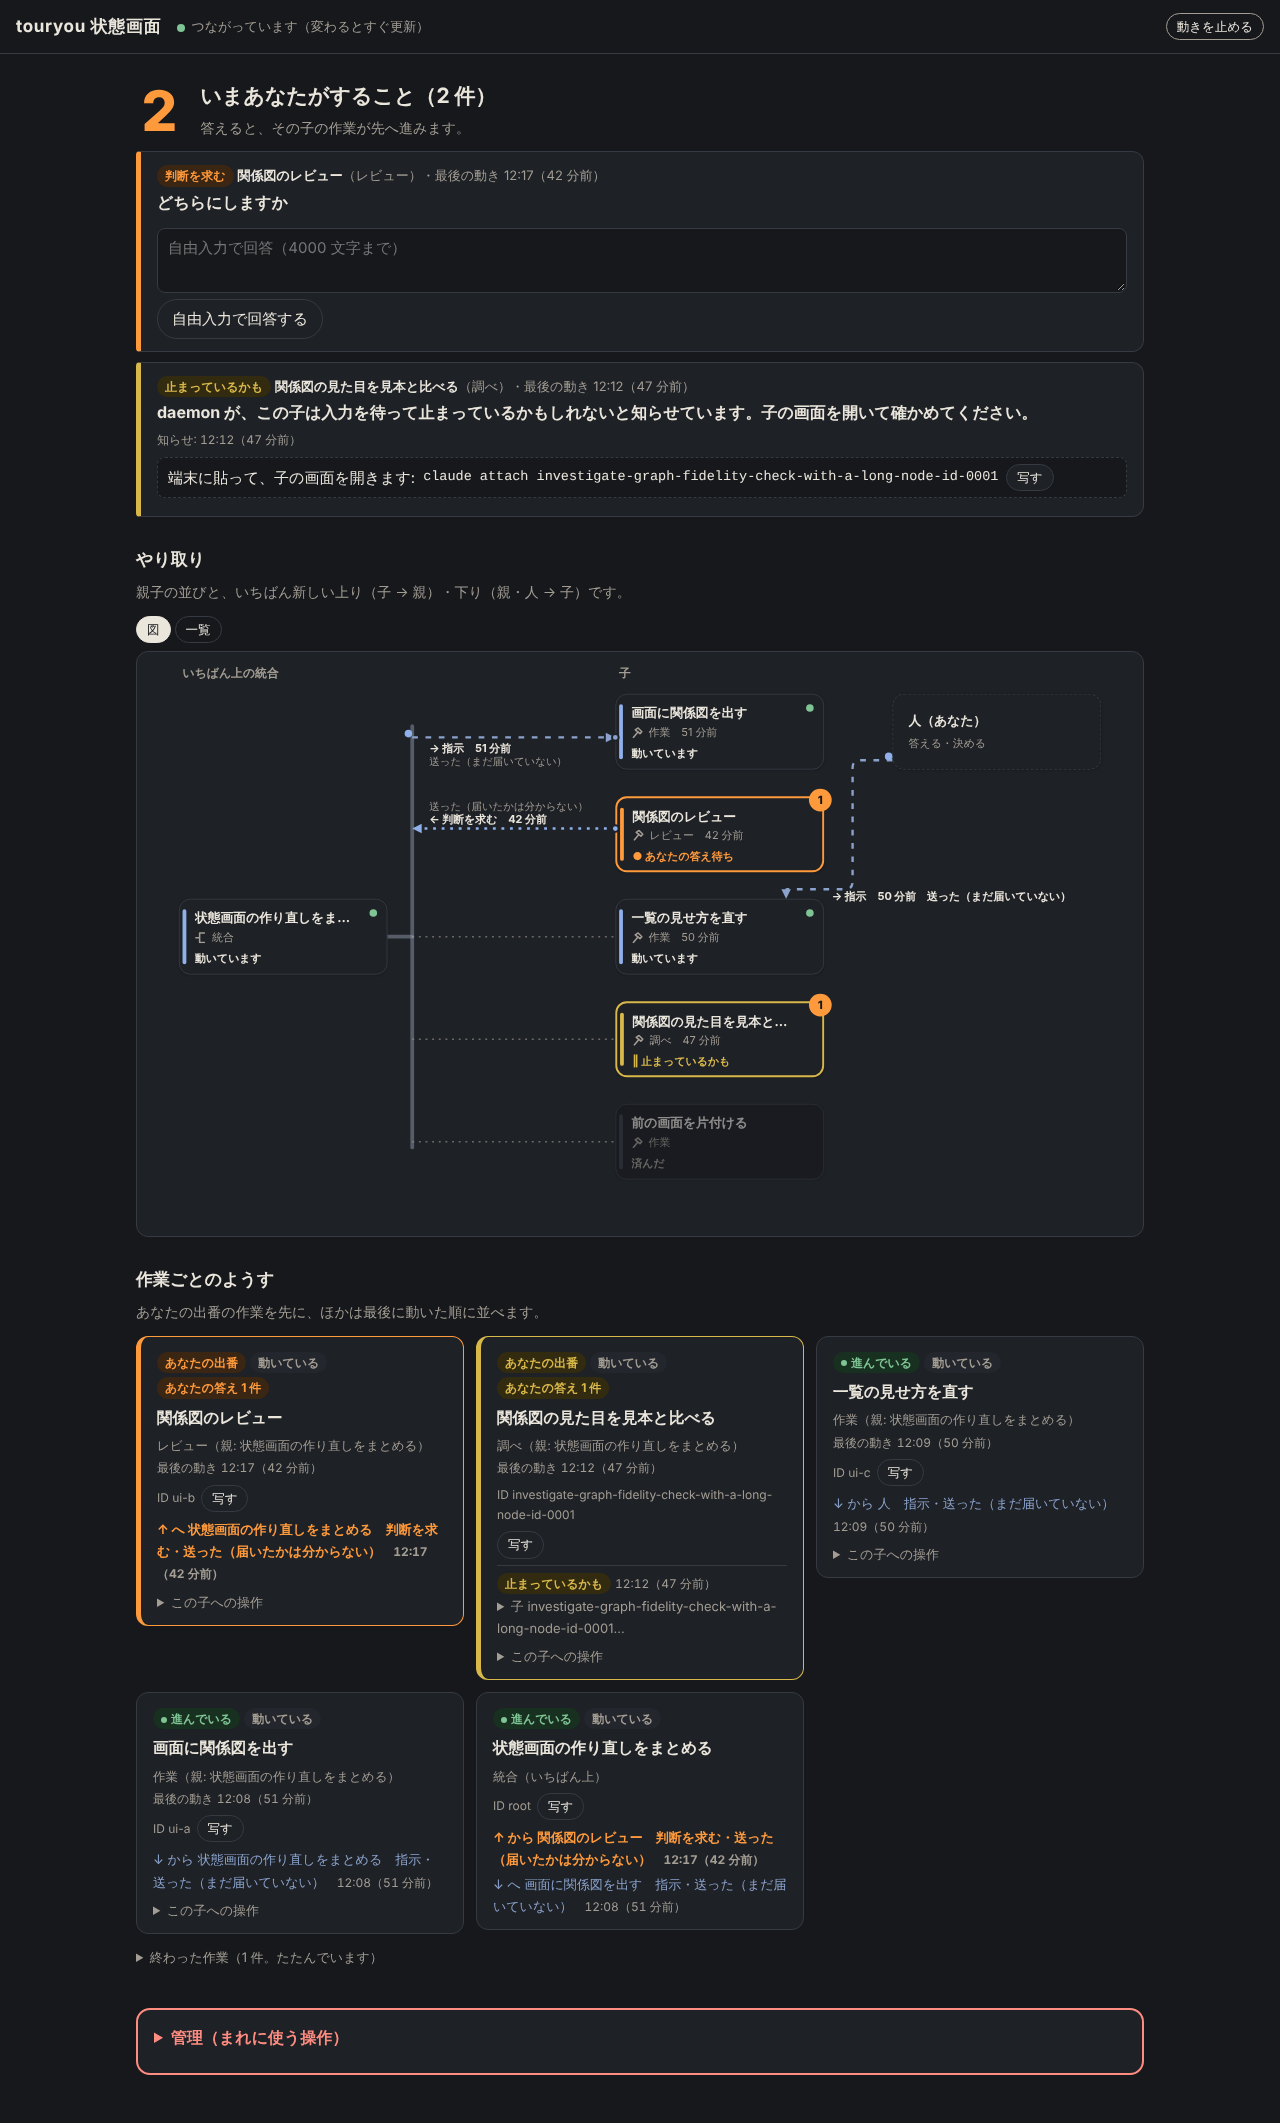 touryou 状態画面
つながっています（変わるとすぐ更新）
動きを止める
2
いまあなたがすること（2 件）
答えると、その子の作業が先へ進みます。
判断を求む 関係図のレビュー（レビュー）・最後の動き 12:17（42 分前）
どちらにしますか
自由入力で回答（4000 文字まで）
自由入力で回答する
止まっているかも 関係図の見た目を見本と比べる（調べ）・最後の動き 12:12（47 分前）
daemon が、この子は入力を待って止まっているかもしれないと知らせています。子の画面を開いて確かめてください。
知らせ: 12:12（47 分前）
端末に貼って、子の画面を開きます: claude attach investigate-graph-fidelity-check-with-a-long-node-id-0001 写す
やり取り
親子の並びと、いちばん新しい上り（子 → 親）・下り（親・人 → 子）です。
図 一覧
いちばん上の統合
子
画面に関係図を出す
作業 51 分前
動いています
人（あなた）
答える・決める
→ 指示 51 分前
送った（まだ届いていない）
送った（届いたかは分からない）
← 判断を求む 42 分前
1
関係図のレビュー
レビュー 42 分前
● あなたの答え待ち
→ 指示 50 分前 送った（まだ届いていない）
状態画面の作り直しをま…
統合
動いています
一覧の見せ方を直す
作業 50 分前
動いています
1
関係図の見た目を見本と…
調べ 47 分前
‖ 止まっているかも
前の画面を片付ける
作業
済んだ
作業ごとのようす
あなたの出番の作業を先に、ほかは最後に動いた順に並べます。
あなたの出番 動いている
あなたの答え 1 件
関係図のレビュー
レビュー（親: 状態画面の作り直しをまとめる）
最後の動き 12:17（42 分前）
ID ui-b 写す
↑ へ 状態画面の作り直しをまとめる 判断を求
む・送った（届いたかは分からない） 12:17
（42 分前）
▶ この子への操作
あなたの出番 動いている
あなたの答え 1 件
関係図の見た目を見本と比べる
調べ（親: 状態画面の作り直しをまとめる）
最後の動き 12:12（47 分前）
ID investigate-graph-fidelity-check-with-a-long-
node-id-0001
写す
止まっているかも 12:12（47 分前）
▶ 子 investigate-graph-fidelity-check-with-a-
long-node-id-0001…
▶ この子への操作
● 進んでいる 動いている
一覧の見せ方を直す
作業（親: 状態画面の作り直しをまとめる）
最後の動き 12:09（50 分前）
ID ui-c 写す
↓ から 人 指示・送った（まだ届いていない）
12:09（50 分前）
▶ この子への操作
● 進んでいる 動いている
画面に関係図を出す
作業（親: 状態画面の作り直しをまとめる）
最後の動き 12:08（51 分前）
ID ui-a 写す
↓ から 状態画面の作り直しをまとめる 指示・
送った（まだ届いていない） 12:08（51 分前）
▶ この子への操作
● 進んでいる 動いている
状態画面の作り直しをまとめる
統合（いちばん上）
ID root 写す
↑ から 関係図のレビュー 判断を求む・送った
（届いたかは分からない） 12:17（42 分前）
↓ へ 画面に関係図を出す 指示・送った（まだ届
いていない） 12:08（51 分前）
▶ 終わった作業（1 件。たたんでいます）
▶ 管理（まれに使う操作）